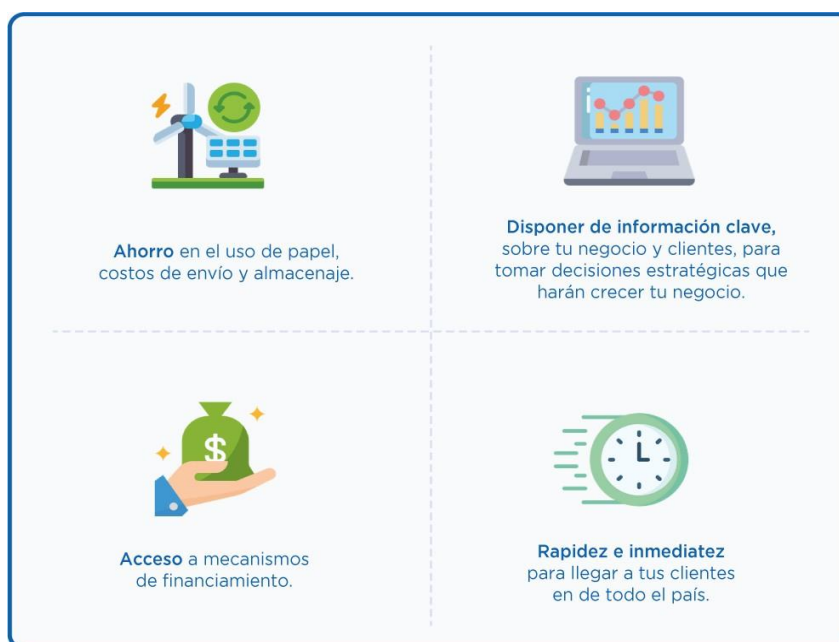 Ahorro en el uso de papel,
costos de envío y almacenaje.
Disponer de información clave,
sobre tu negocio y clientes, para
tomar decisiones estratégicas que
harán crecer tu negocio.
$
Acceso a mecanismos
de financiamiento.
Rapidez e inmediatez
para llegar a tus clientes
en de todo el país.